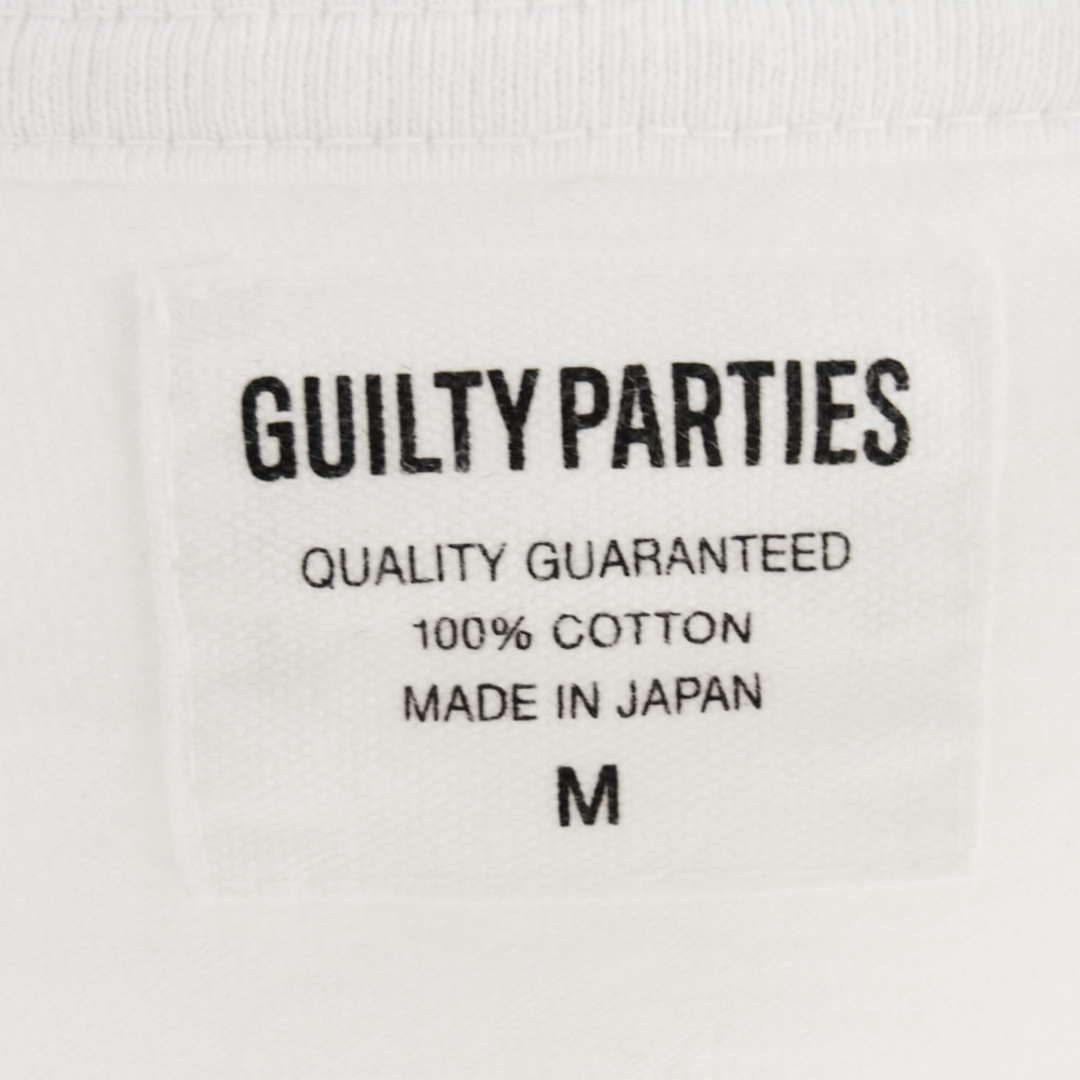 GUILTY PARTIES
QUALITY GUARANTEED
100% COTTON
MADE IN JAPAN
M